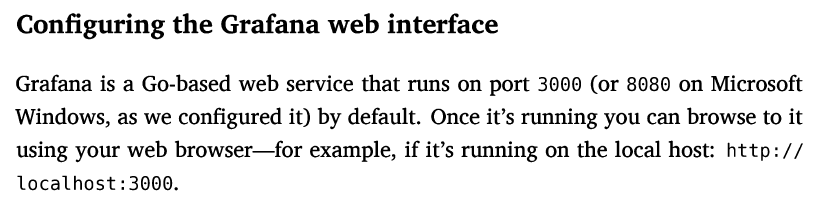 Configuring the Grafana web interface
Grafana is a Go-based web service that runs on port 3000 (or 8080 on Microsoft
Windows, as we configured it) by default. Once it’s running you can browse to it
using your web browser—for example, if it’s running on the local host: http://
localhost:3000.